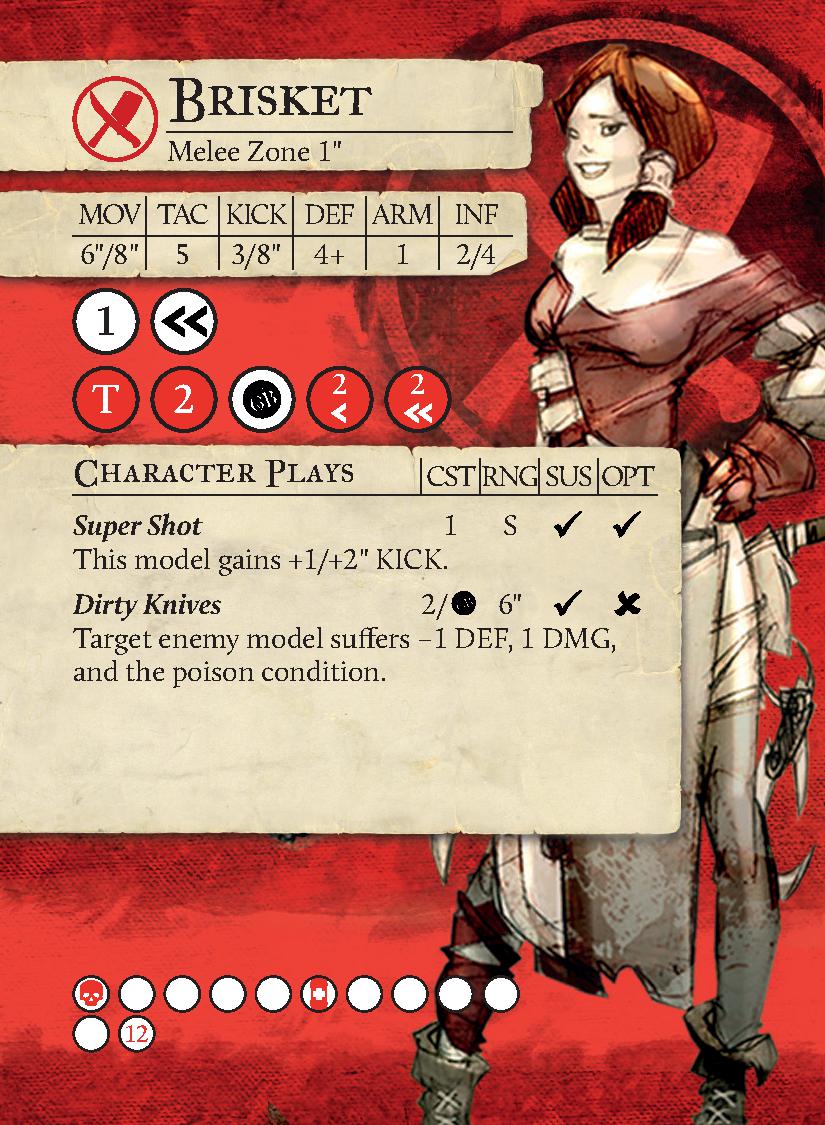 BRISKET
Melee Zone 1"
MOV TAC KICK DEF ARM INF
6"/8" 5 3/8" 4+ 1 2/4
1 <<
T 2 GB 2 < 2 <<
CHARACTER PLAYS CST RNG SUS OPT
Super Shot 1 S ✓ ✓
This model gains +1/+2" KICK.
Dirty Knives 2/GB 6" ✓ ✗
Target enemy model suffers –1 DEF, 1 DMG,
and the poison condition.
12